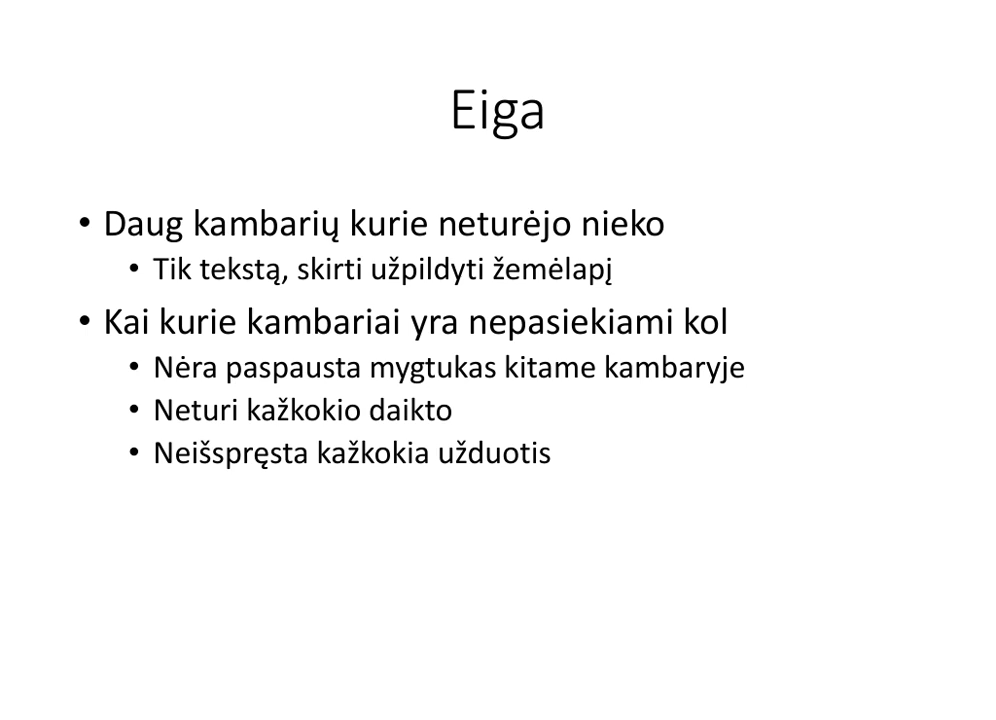 Eiga
• Daug kambarių kurie neturėjo nieko
• Tik tekstą, skirti užpildyti žemėlapį
• Kai kurie kambariai yra nepasiekiami kol
• Nėra paspausta mygtukas kitame kambaryje
• Neturi kažkokio daikto
• Neišspręsta kažkokia užduotis